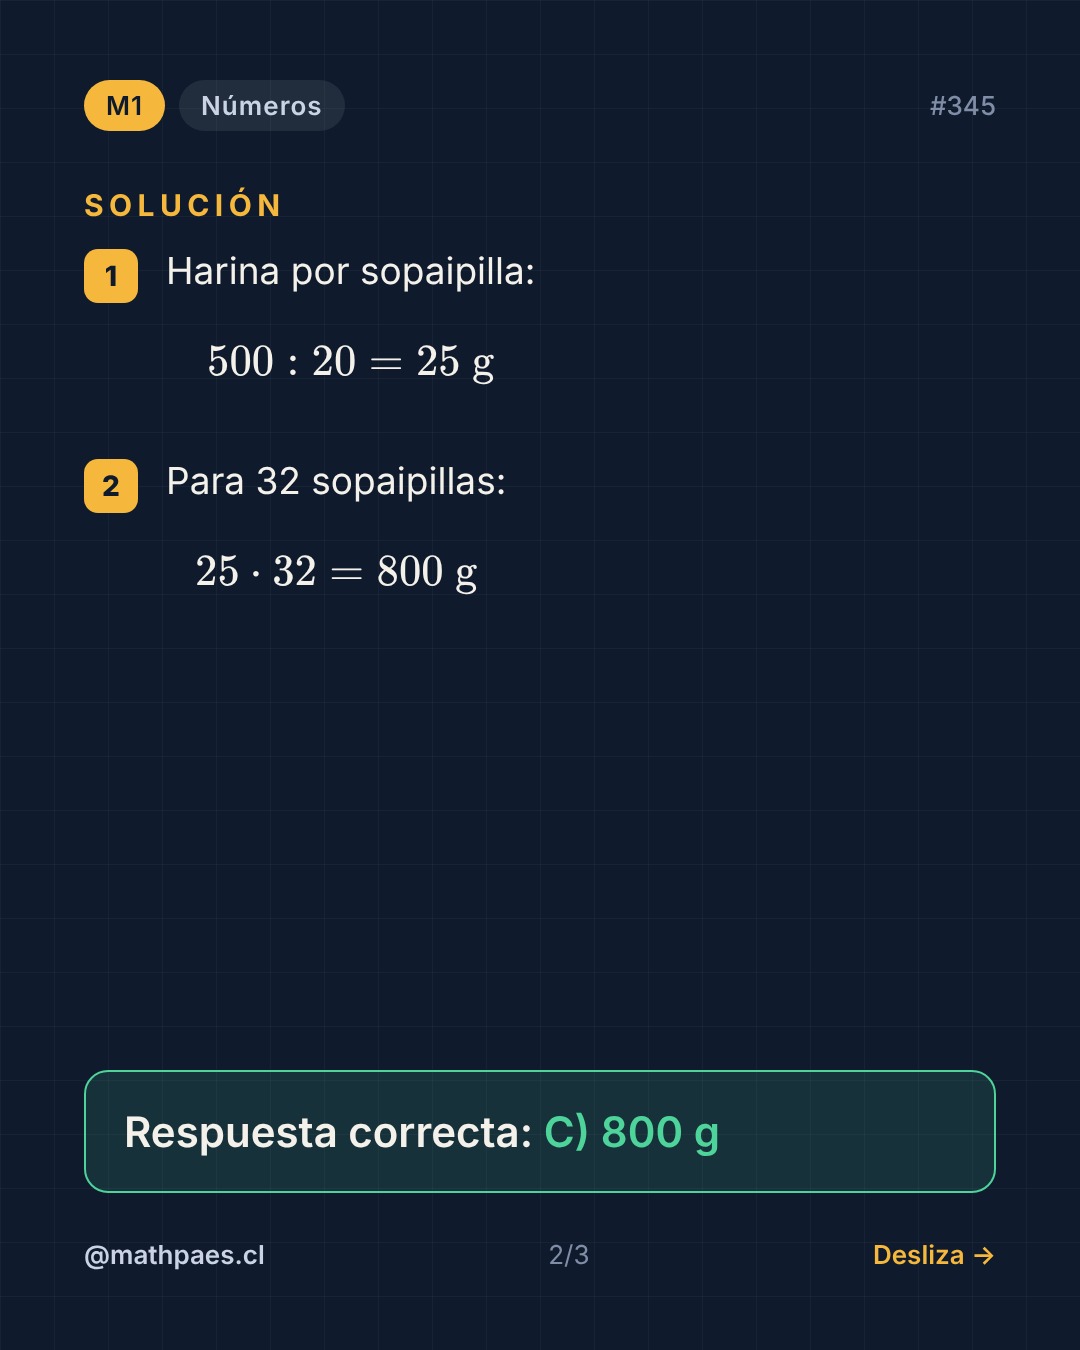 M1 Números #345
SOLUCIÓN
1 Harina por sopaipilla:
500 : 20 = 25 g
2 Para 32 sopaipillas:
25 · 32 = 800 g
Respuesta correcta: C) 800 g
@mathpaes.cl 2/3 Desliza →